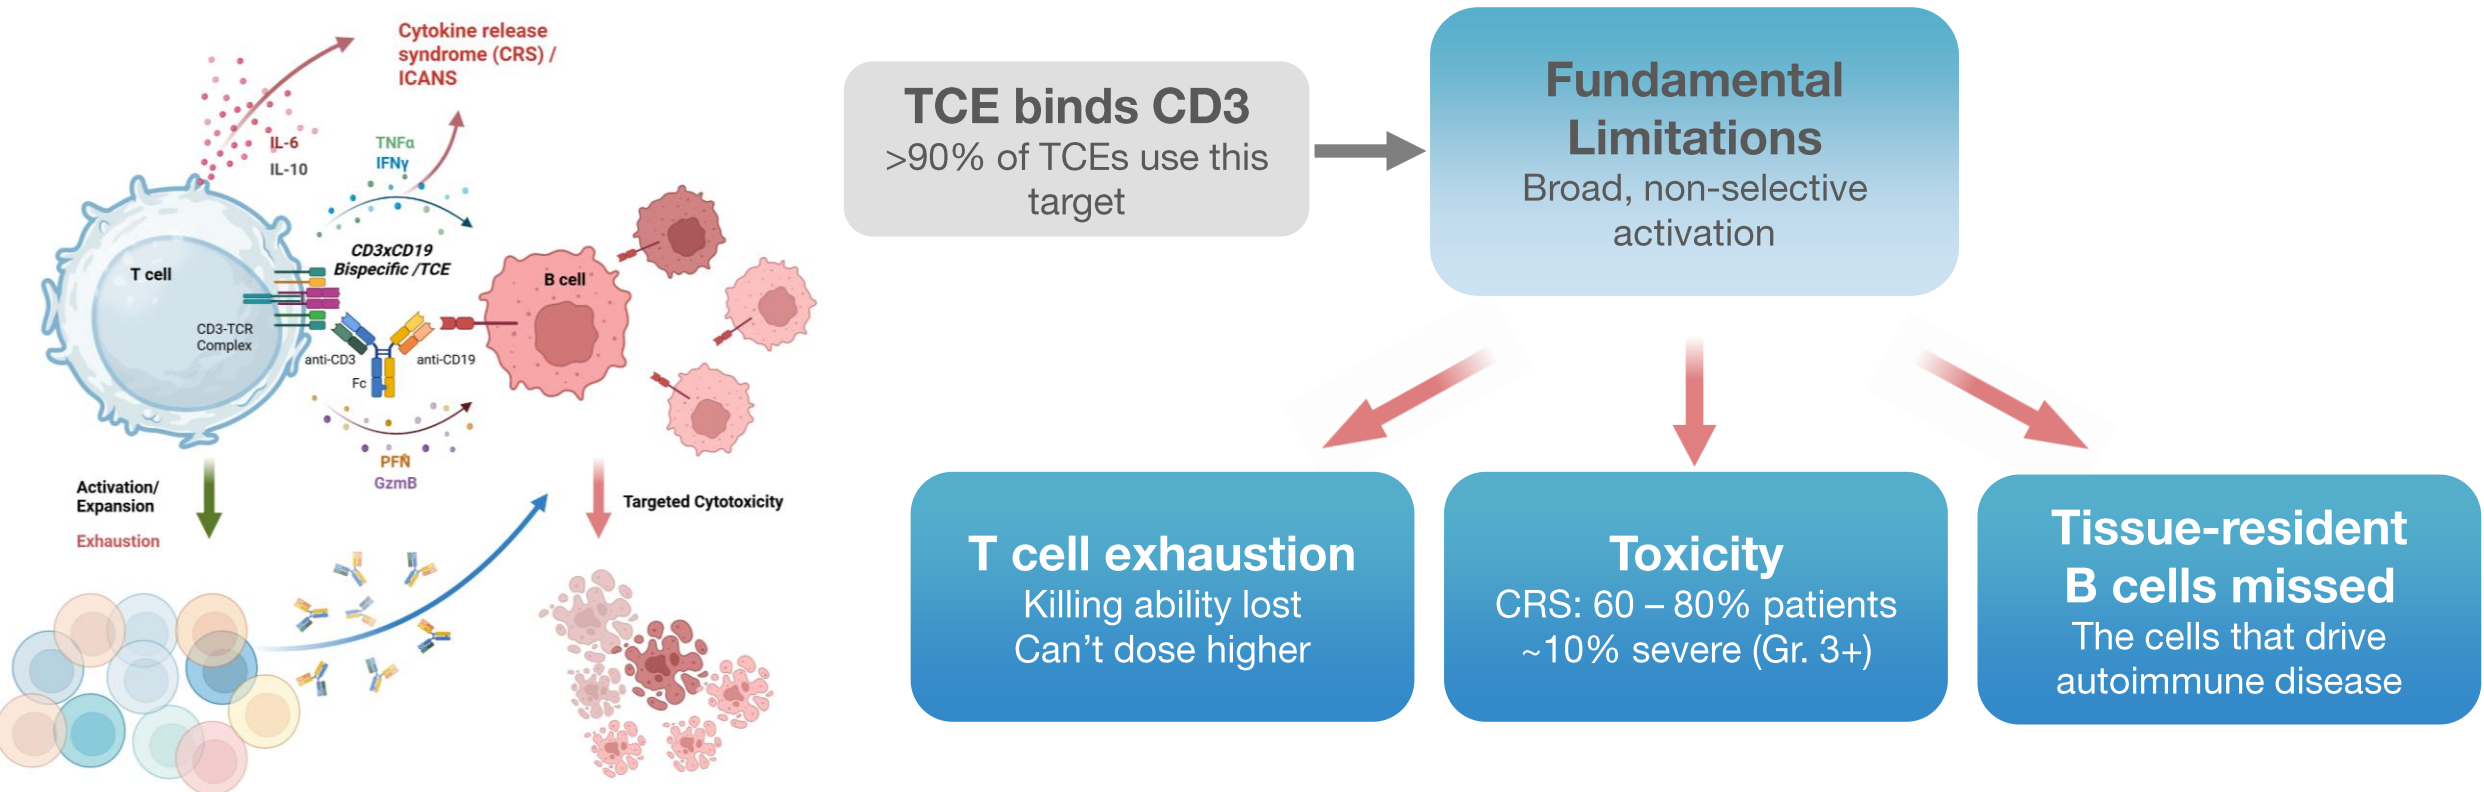 Cytokine release
syndrome (CRS) /
ICANS
IL-6
IL-10
TNFα
IFNγ
CD3xCD19
Bispecific /TCE
T cell
B cell
CD3-TCR
Complex
anti-CD3
anti-CD19
Fc
PFN
GzmB
Activation/
Expansion
Exhaustion
Targeted Cytotoxicity
TCE binds CD3
>90% of TCEs use this
target
Fundamental
Limitations
Broad, non-selective
activation
T cell exhaustion
Killing ability lost
Can’t dose higher
Toxicity
CRS: 60 – 80% patients
~10% severe (Gr. 3+)
Tissue-resident
B cells missed
The cells that drive
autoimmune disease